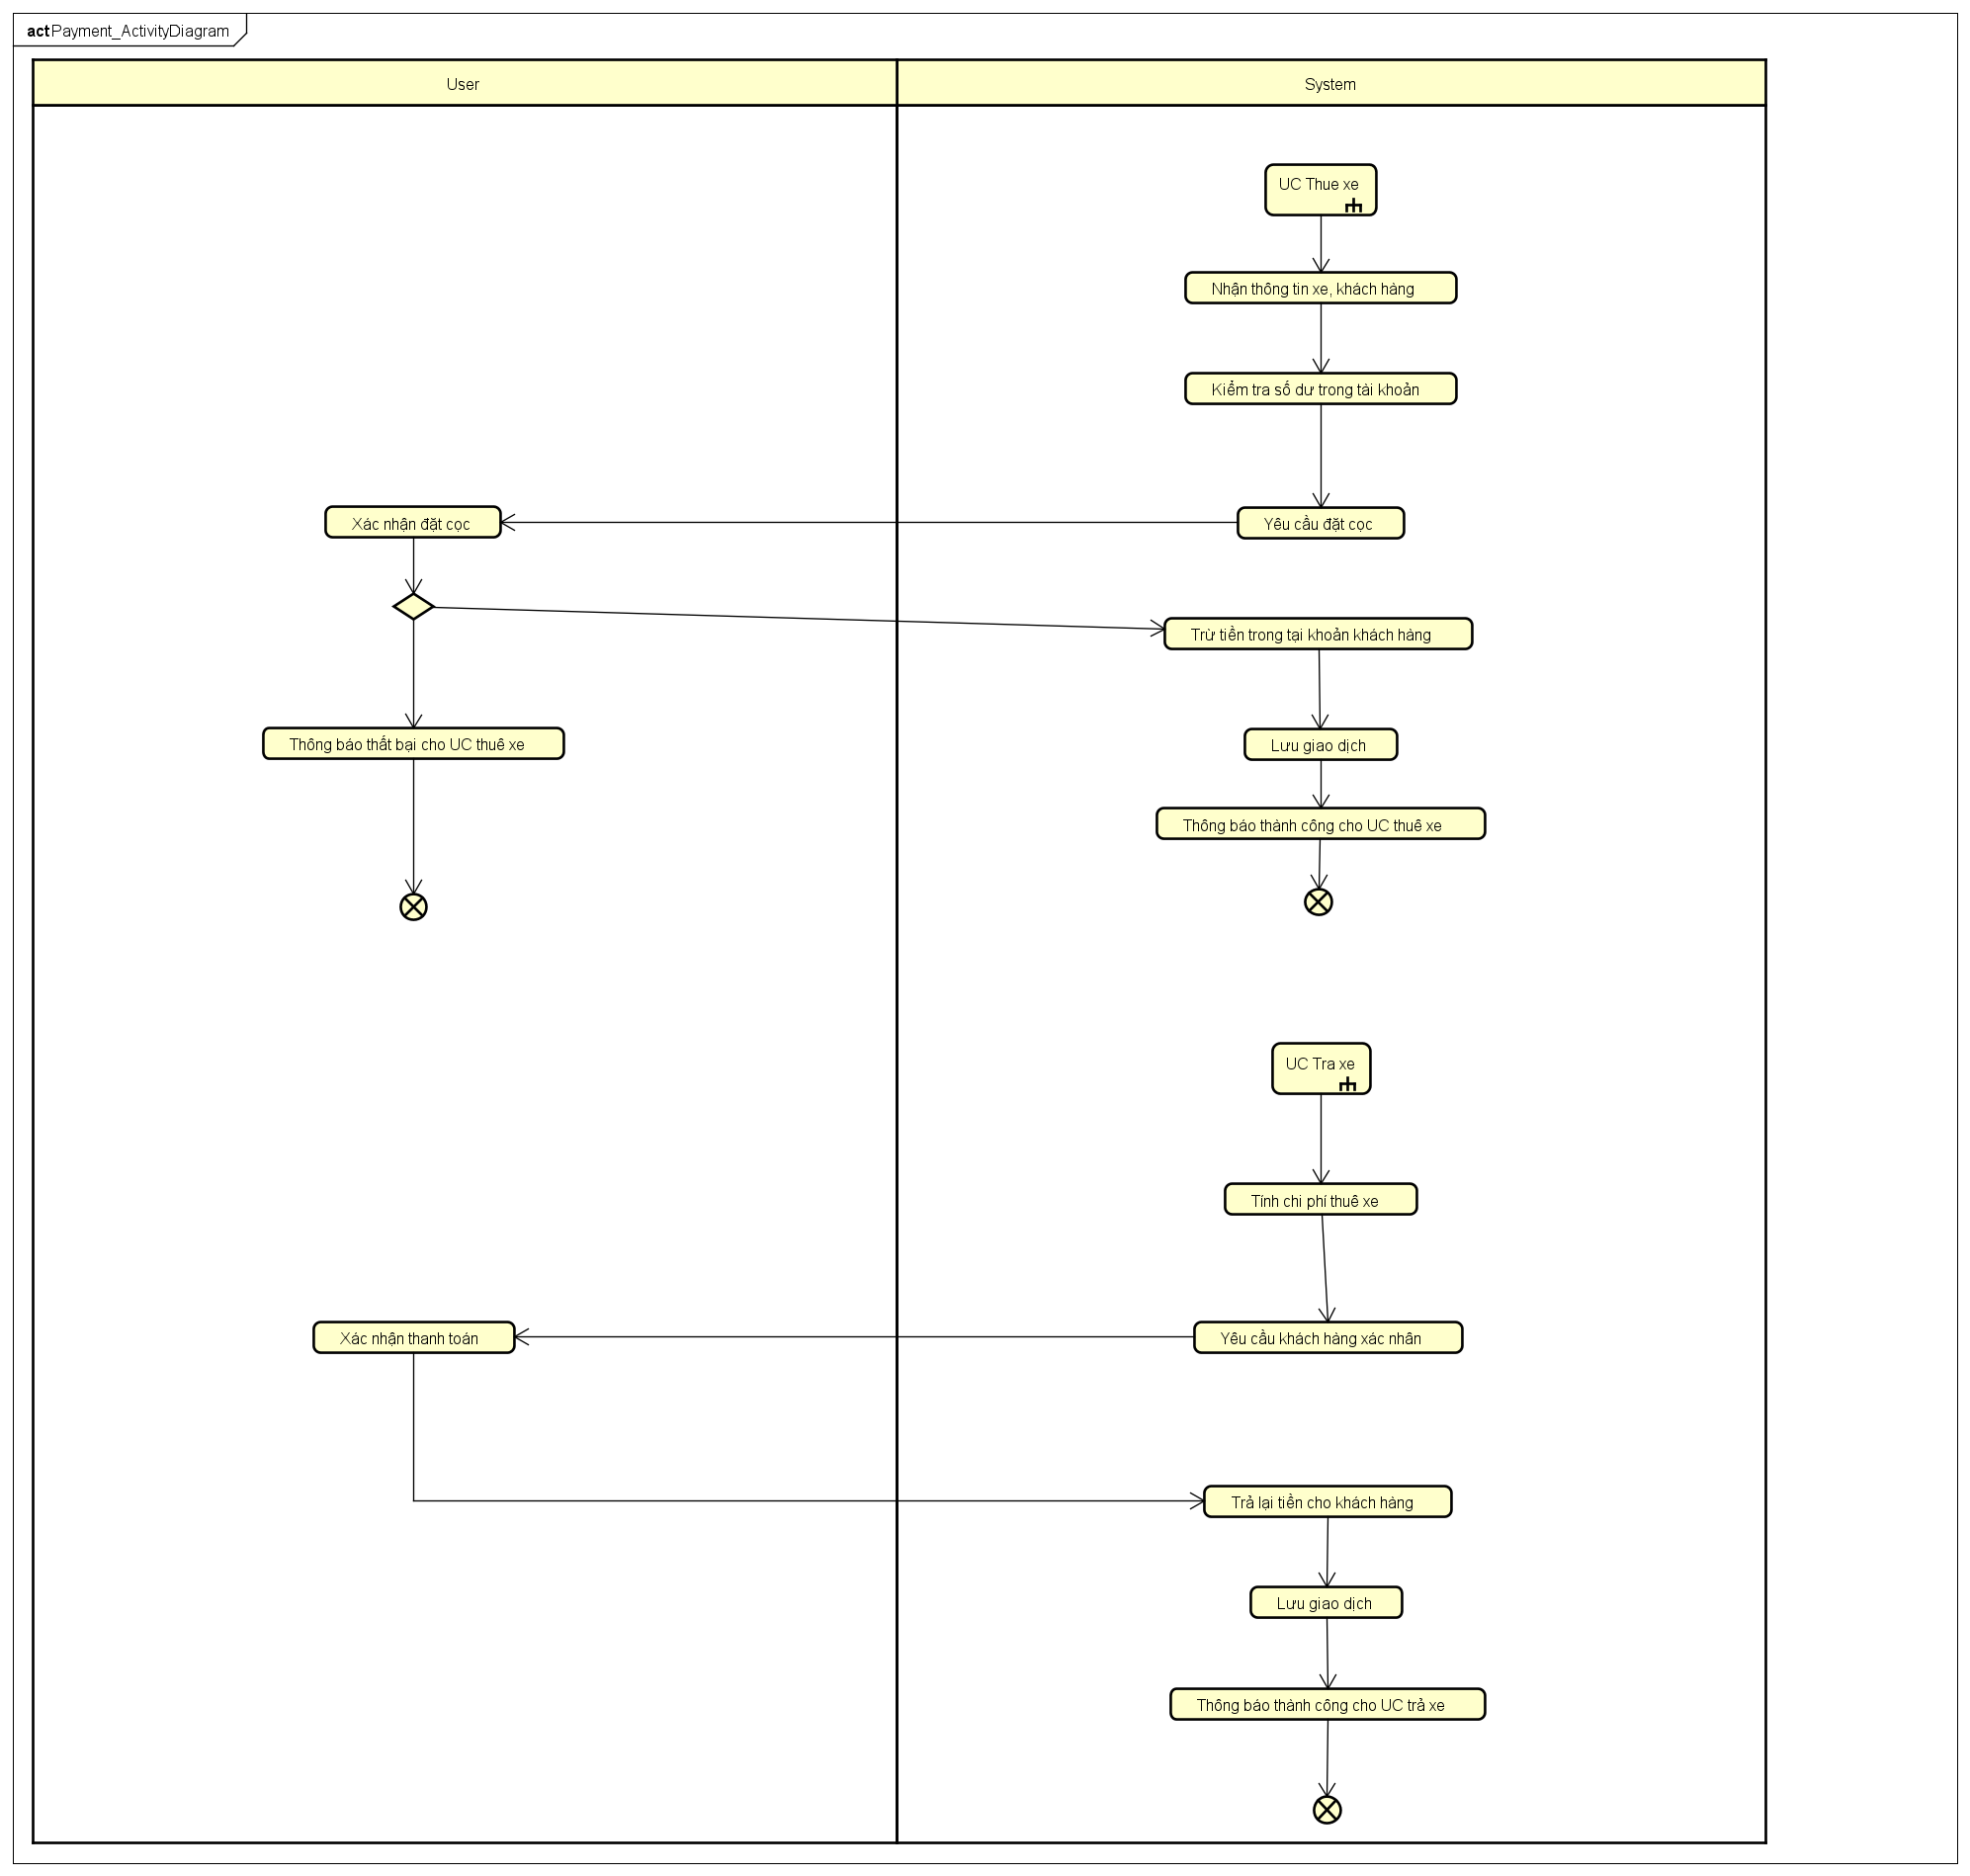 act Payment_ActivityDiagram
User
System
UC Thue xe
Nhận thông tin xe, khách hàng
Kiểm tra số dư trong tài khoản
Xác nhận đặt cọc
Yêu cầu đặt cọc
Trừ tiền trong tại khoản khách hàng
Thông báo thất bại cho UC thuê xe
Lưu giao dịch
Thông báo thành công cho UC thuê xe
UC Tra xe
Tính chi phí thuê xe
Xác nhận thanh toán
Yêu cầu khách hàng xác nhân
Trả lại tiền cho khách hàng
Lưu giao dịch
Thông báo thành công cho UC trả xe